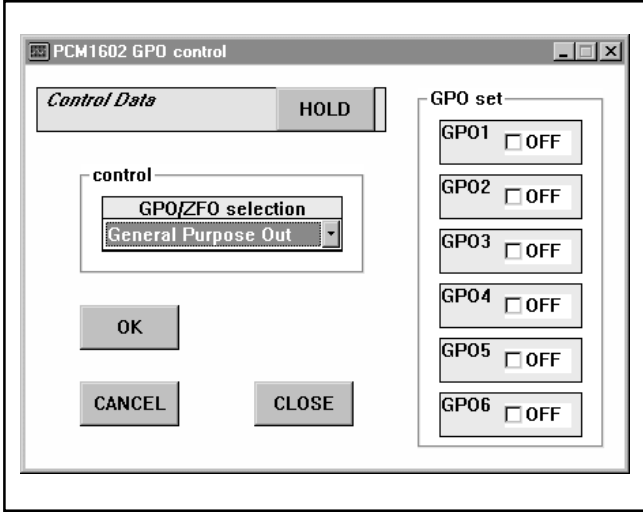 PCM1602 GPO control
Control Data
HOLD
control
GPO/ZFO selection
General Purpose Out
OK
CANCEL
CLOSE
GPO set
GPO1 OFF
GPO2 OFF
GPO3 OFF
GPO4 OFF
GPO5 OFF
GPO6 OFF